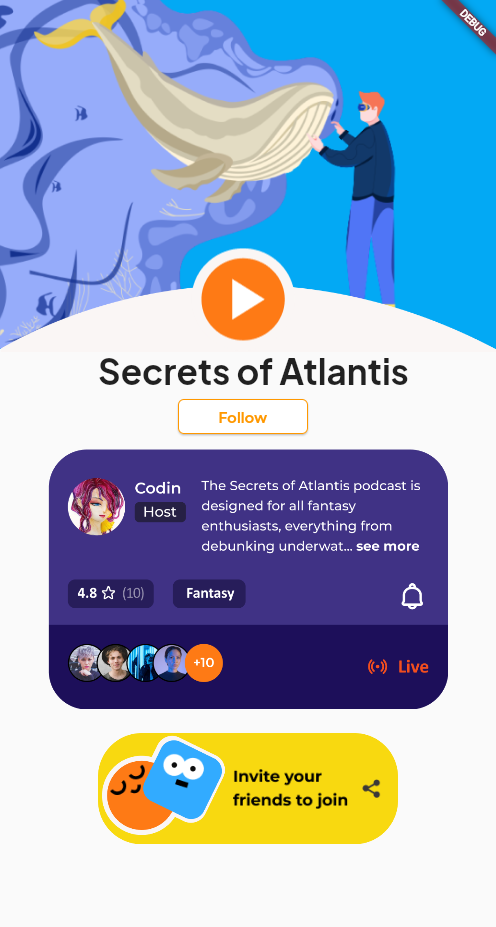 DEBUG
Secrets of Atlantis
Follow
Codin
Host
The Secrets of Atlantis podcast is
designed for all fantasy
enthusiasts, everything from
debunking underwat... see more
4.8 (10)
Fantasy
+10
Live
Invite your
friends to join